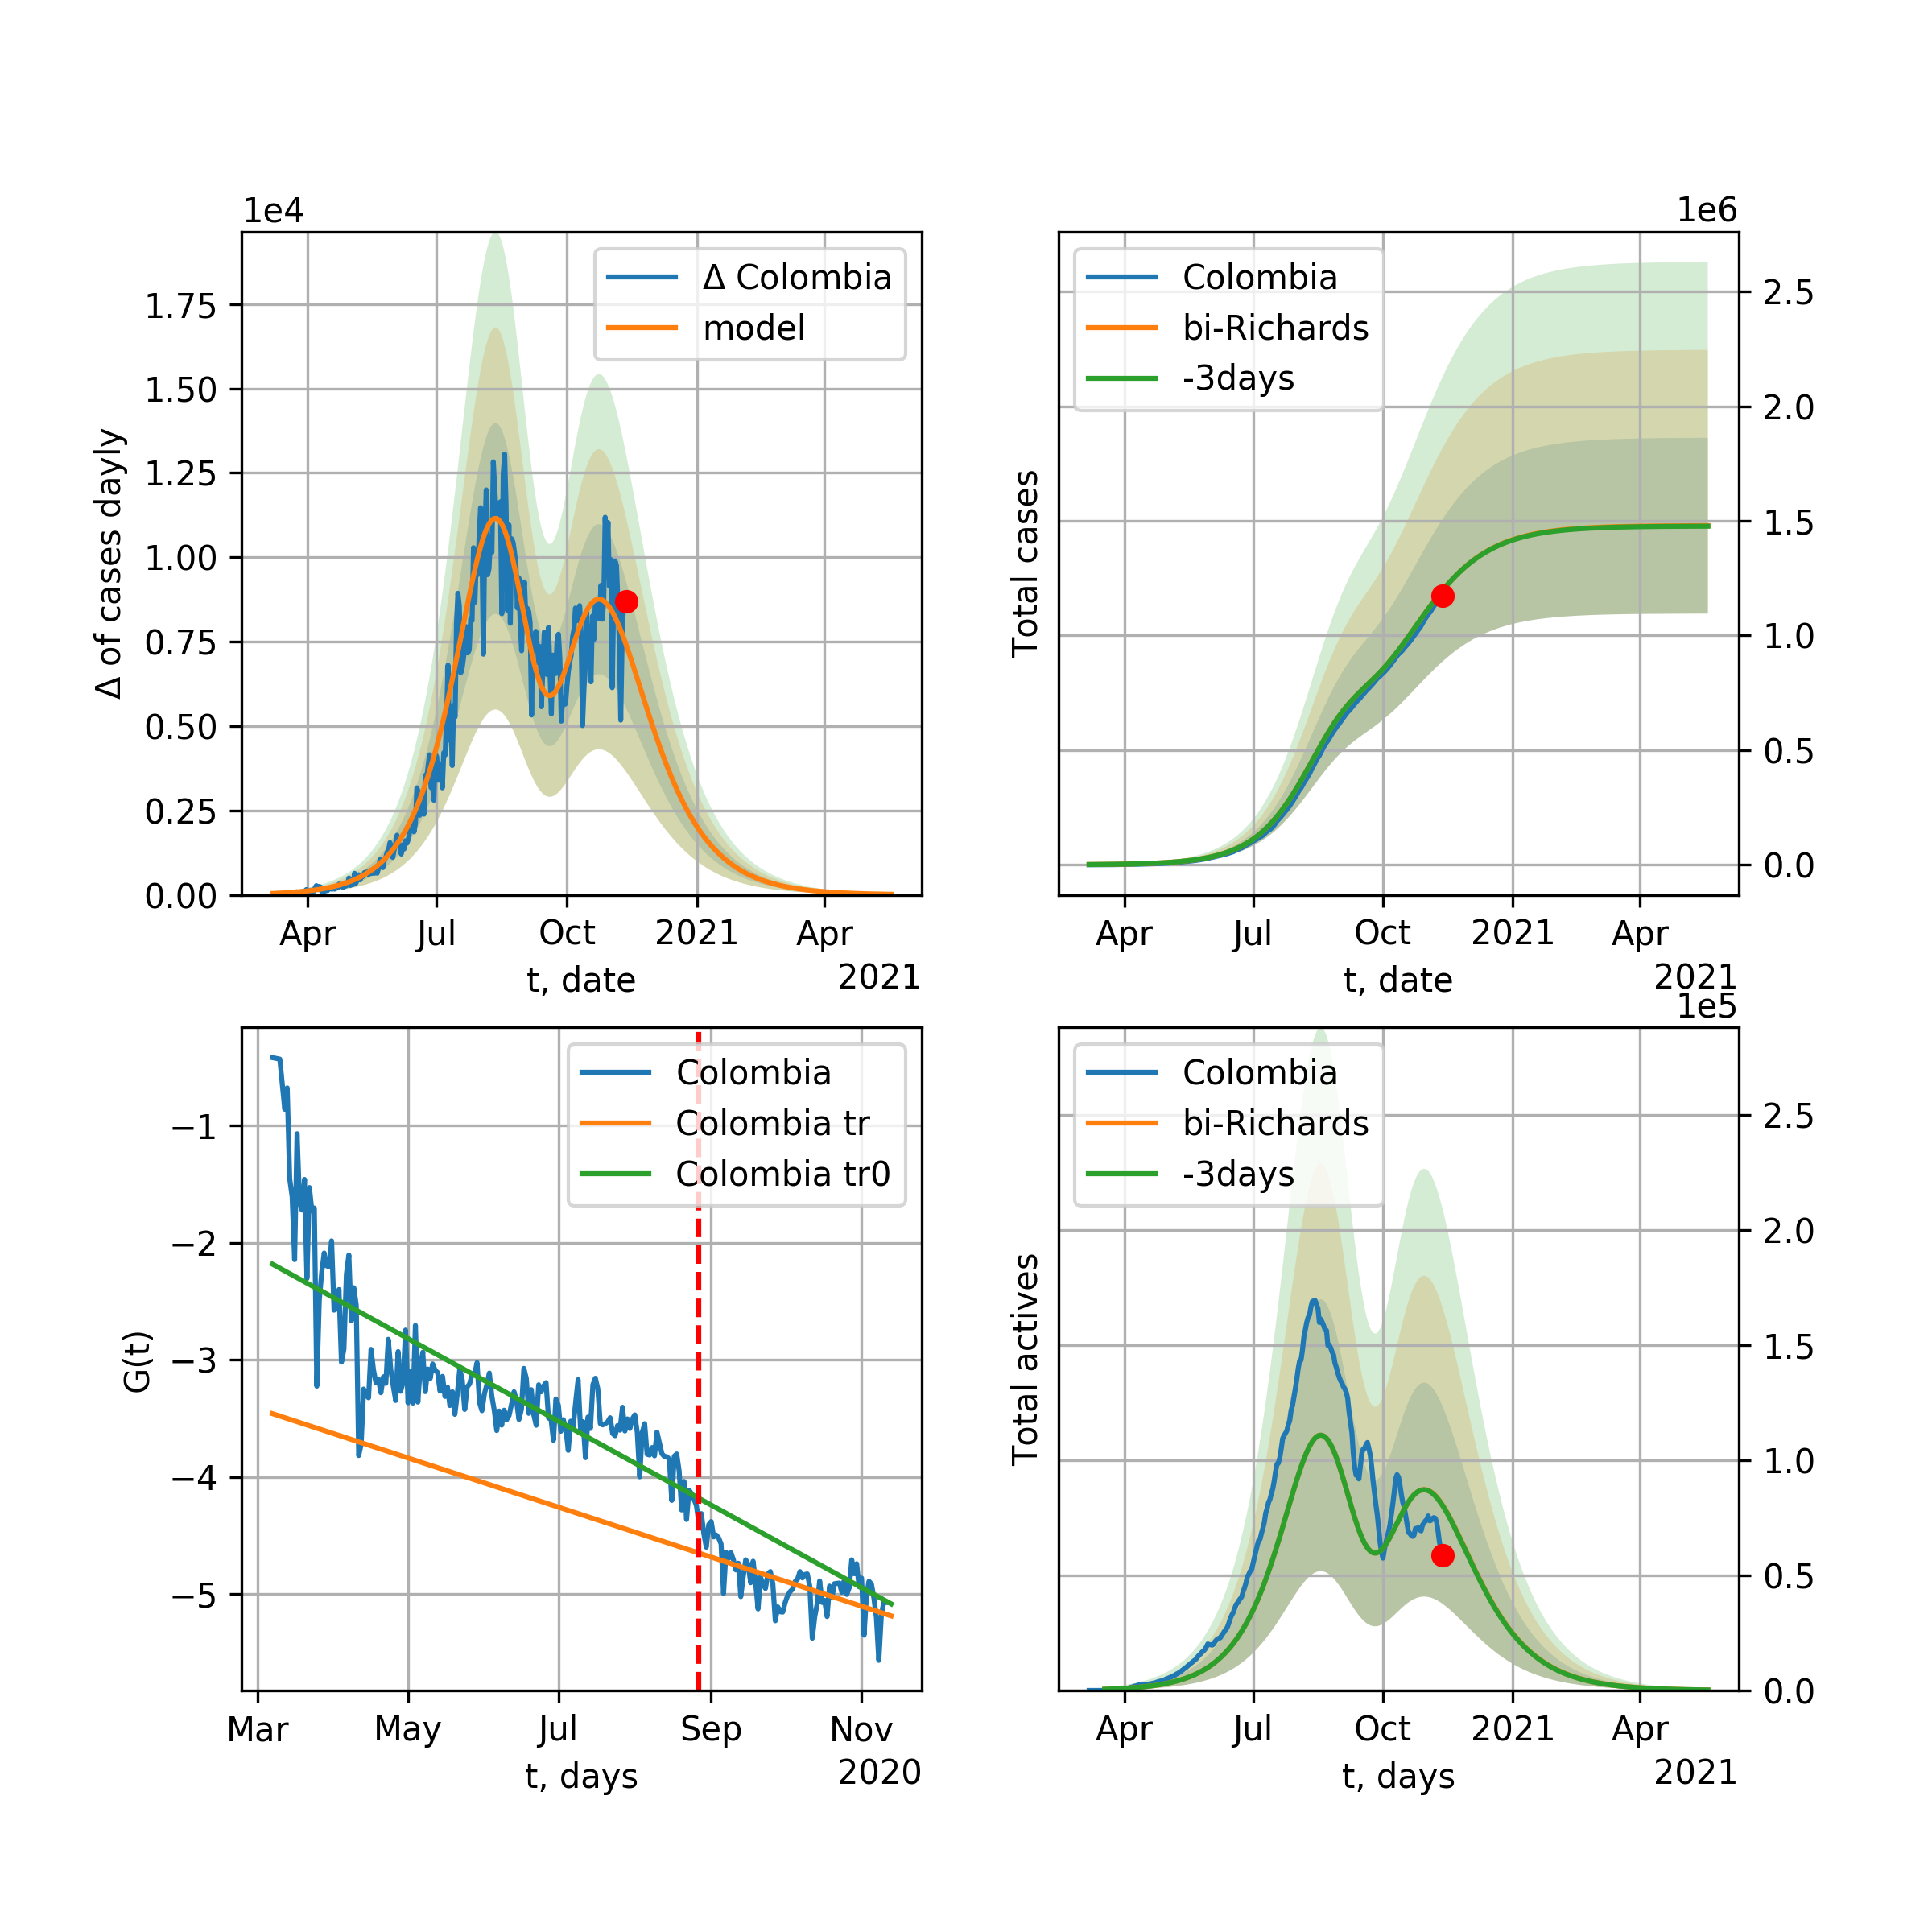 1e4
Δ of cases dayly
1.75
1.50
1.25
1.00
0.75
0.50
0.25
0.00
Δ Colombia
model
Apr Jul Oct 2021 Apr
t, date
2021
1e6
Total cases
Colombia
bi-Richards
-3days
2.5
2.0
1.5
1.0
0.5
0.0
Apr Jul Oct 2021 Apr
t, date
2021
G(t)
−1
−2
−3
−4
−5
Colombia
Colombia tr
Colombia tr0
Mar May Jul Sep Nov
t, days
2020
1e5
Total actives
Colombia
bi-Richards
-3days
2.5
2.0
1.5
1.0
0.5
0.0
Apr Jul Oct 2021 Apr
t, days
2021